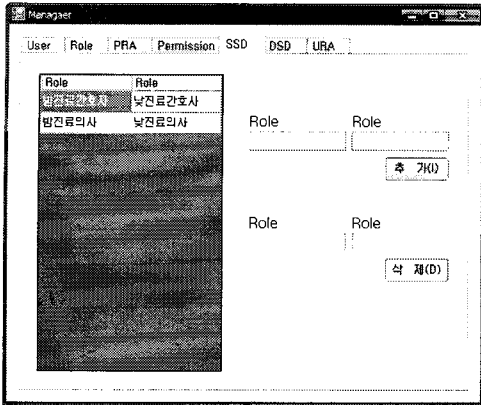 Managaer
User Role PRA Permission SSD DSD URA
Role Role
밤진료간호사 낮진료간호사
밤진료의사 낮진료의사
Role Role
추 가(I)
Role Role
삭 제(D)